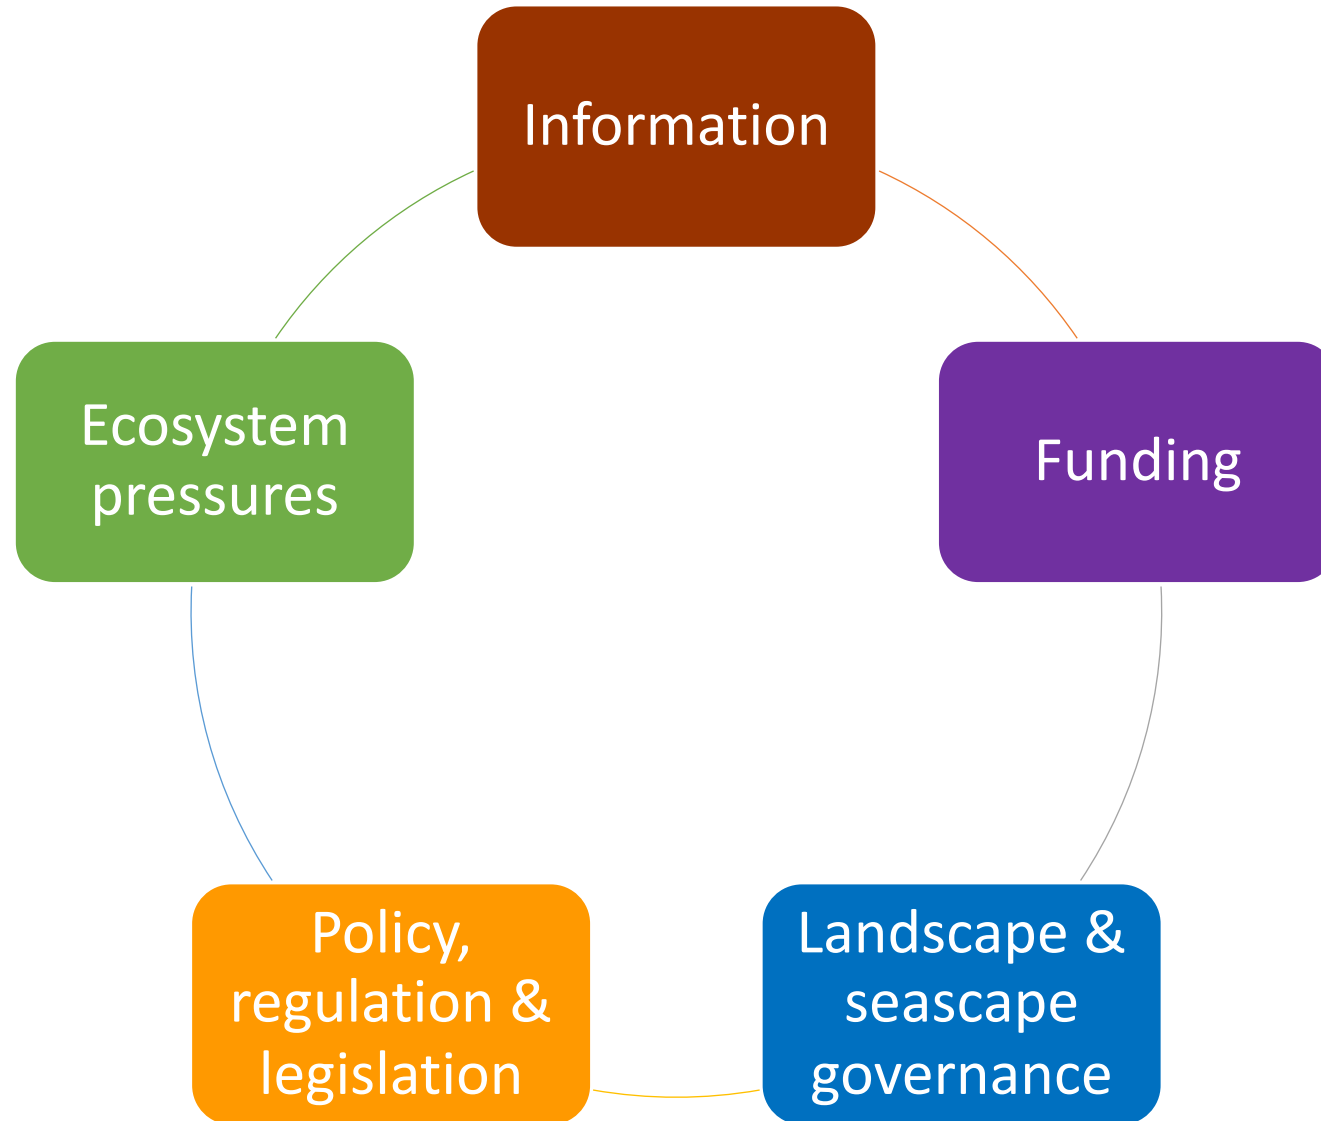 Information
Ecosystem
pressures
Funding
Policy,
regulation &
legislation
Landscape &
seascape
governance